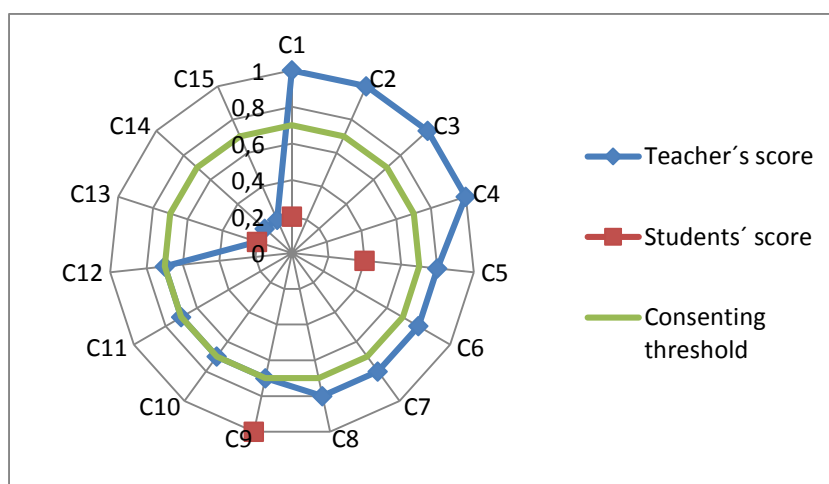 C1
C2
C3
C4
C5
C6
C7
C8
C9
C10
C11
C12
C13
C14
C15
1
0,8
0,6
0,4
0,2
0
Teacher´s score
Students´ score
Consenting
threshold